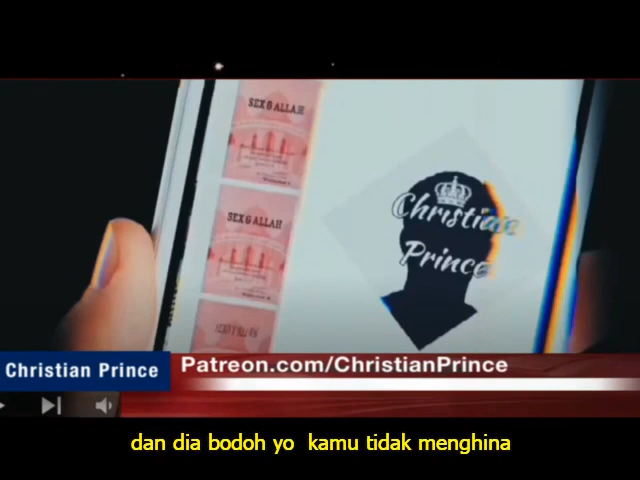 SEX & ALLAH
SEX & ALLAH
Christian
Prince
Christian Prince
Patreon.com/ChristianPrince
dan dia bodoh yo kamu tidak menghina